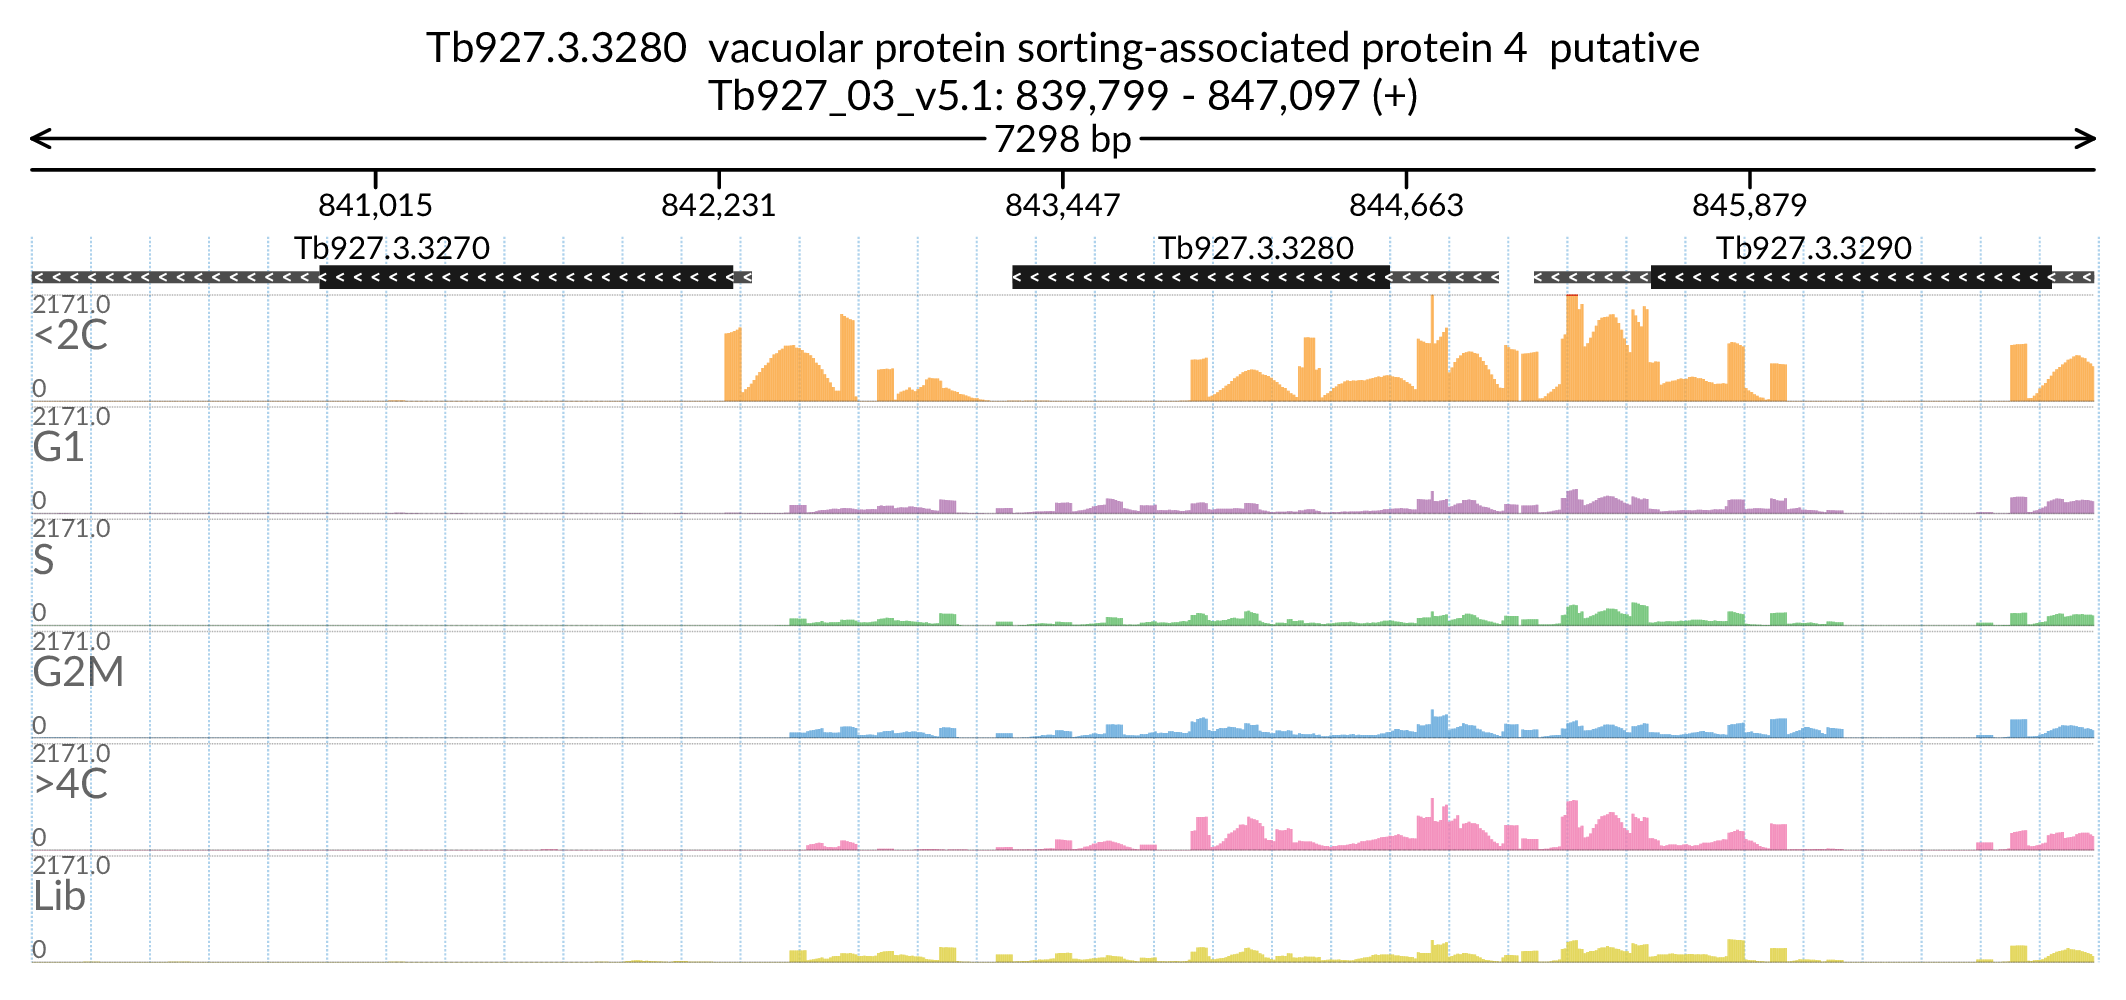 Tb927.3.3280  vacuolar protein sorting-associated protein 4  putative
Tb927_03_v5.1: 839,799 - 847,097 (+)
7298 bp
841,015 842,231 843,447 844,663 845,879
Tb927.3.3270 Tb927.3.3280 Tb927.3.3290
2171.0
<2C
0
2171.0
G1
0
2171.0
S
0
2171.0
G2M
0
2171.0
>4C
0
2171.0
Lib
0